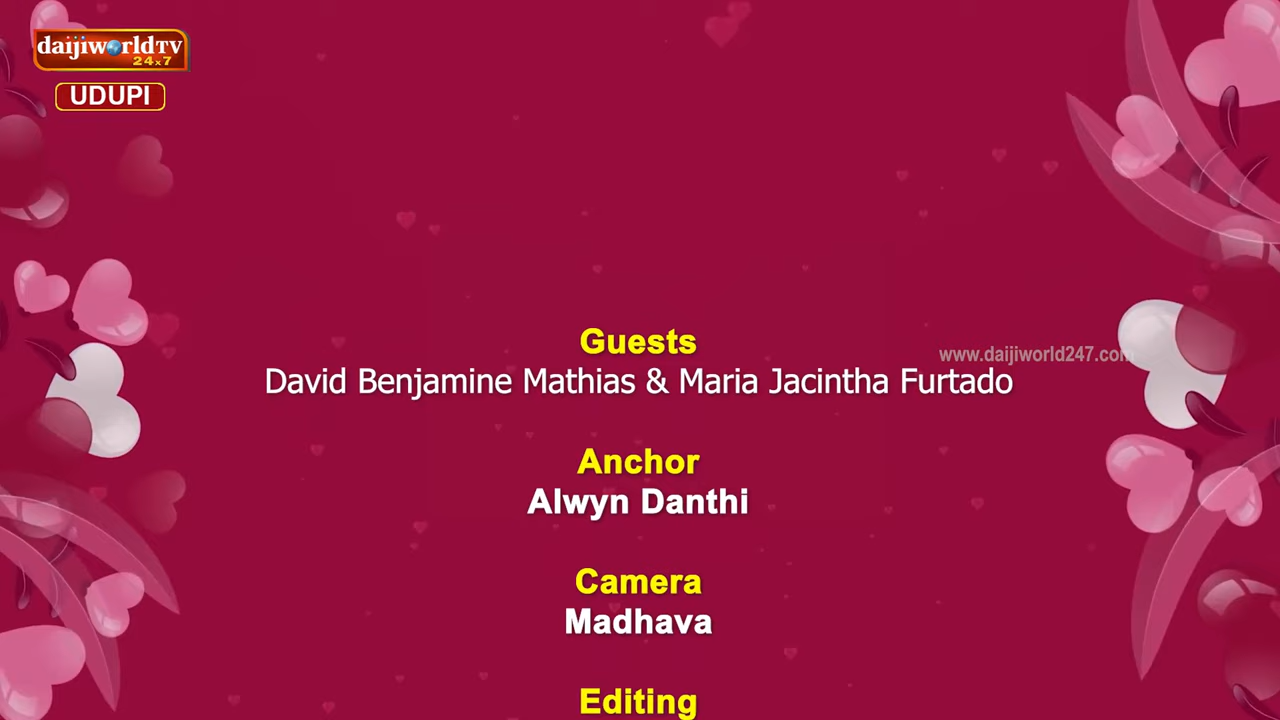 daijiworldTV
24x7
UDUPI
Guests
www.daijiworld247.com
David Benjamine Mathias & Maria Jacintha Furtado
Anchor
Alwyn Danthi
Camera
Madhava
Editing